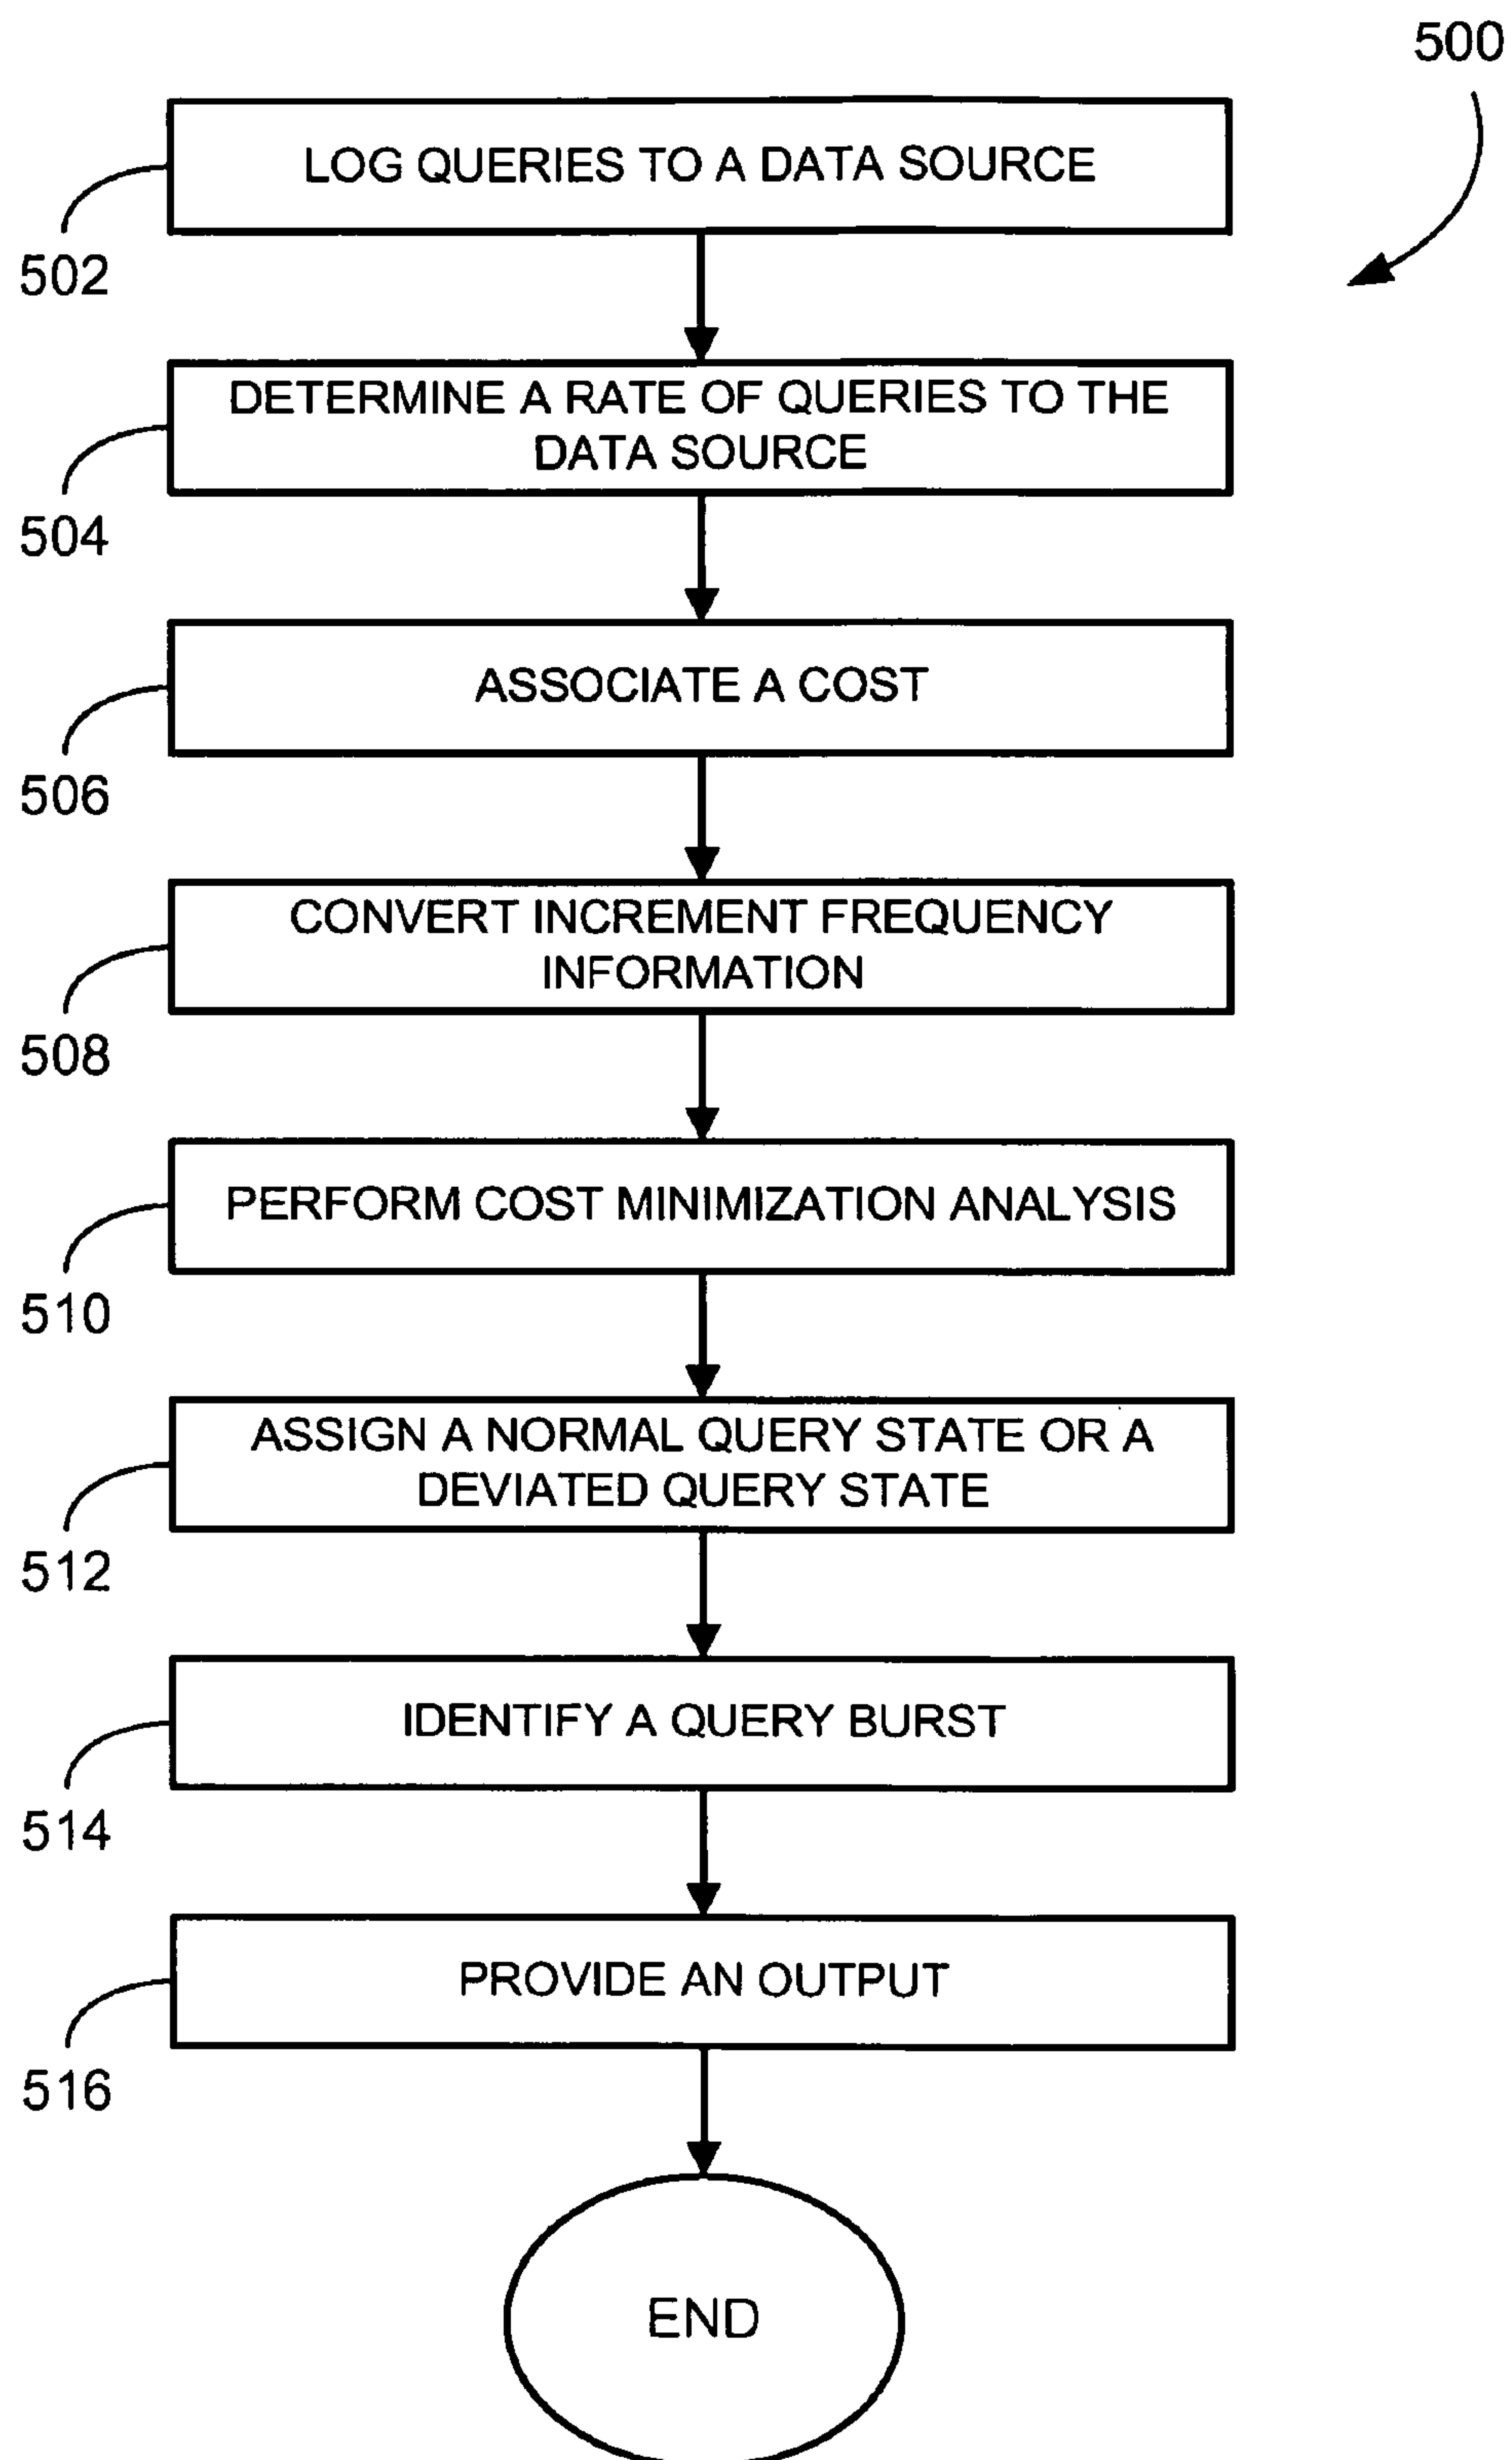 500
LOG QUERIES TO A DATA SOURCE
502
DETERMINE A RATE OF QUERIES TO THE
DATA SOURCE
504
ASSOCIATE A COST
506
CONVERT INCREMENT FREQUENCY
INFORMATION
508
PERFORM COST MINIMIZATION ANALYSIS
510
ASSIGN A NORMAL QUERY STATE OR A
DEVIATED QUERY STATE
512
IDENTIFY A QUERY BURST
514
PROVIDE AN OUTPUT
516
END